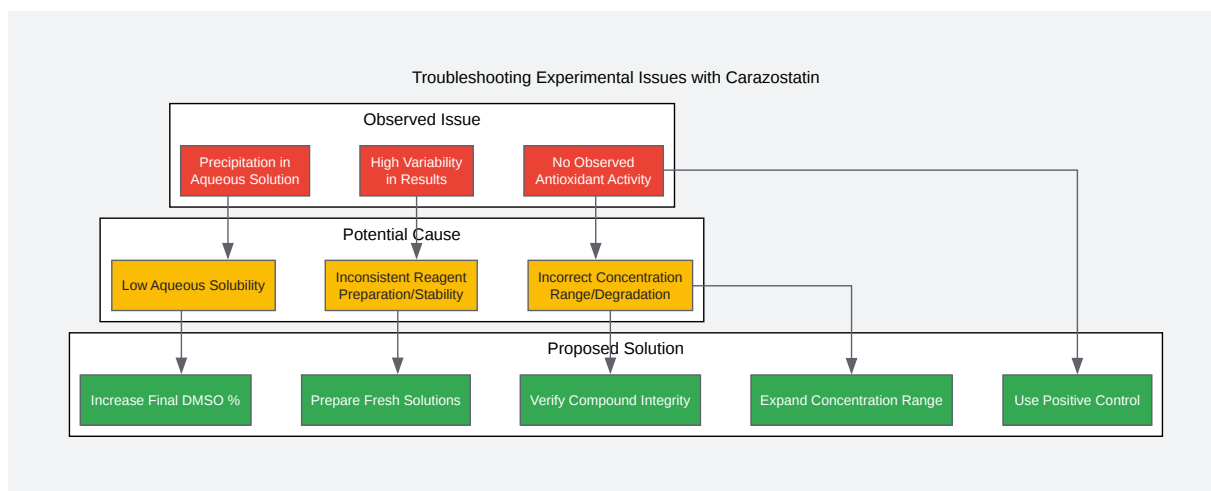 Troubleshooting Experimental Issues with Carazostatin
Observed Issue
Precipitation in
Aqueous Solution
High Variability
in Results
No Observed
Antioxidant Activity
Potential Cause
Low Aqueous Solubility
Inconsistent Reagent
Preparation/Stability
Incorrect Concentration
Range/Degradation
Proposed Solution
Increase Final DMSO %
Prepare Fresh Solutions
Verify Compound Integrity
Expand Concentration Range
Use Positive Control